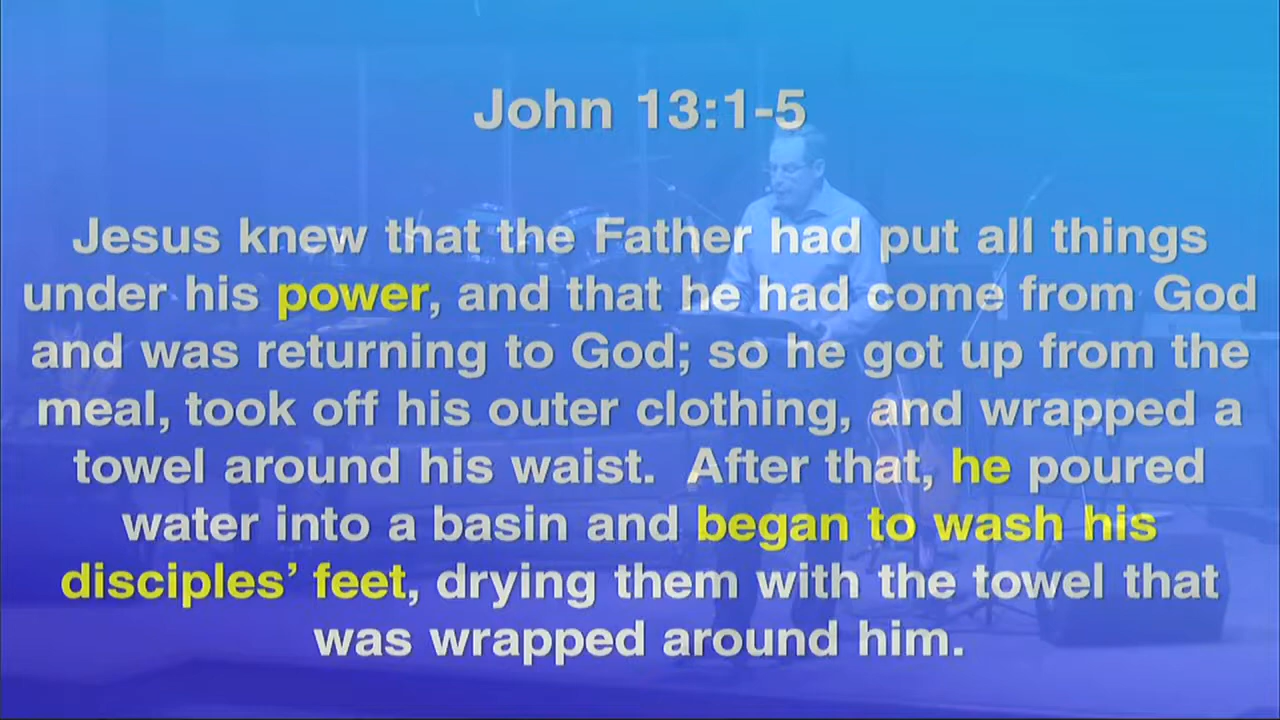 John 13:1-5
Jesus knew that the Father had put all things
under his power, and that he had come from God
and was returning to God; so he got up from the
meal, took off his outer clothing, and wrapped a
towel around his waist.  After that, he poured
water into a basin and began to wash his
disciples’ feet, drying them with the towel that
was wrapped around him.